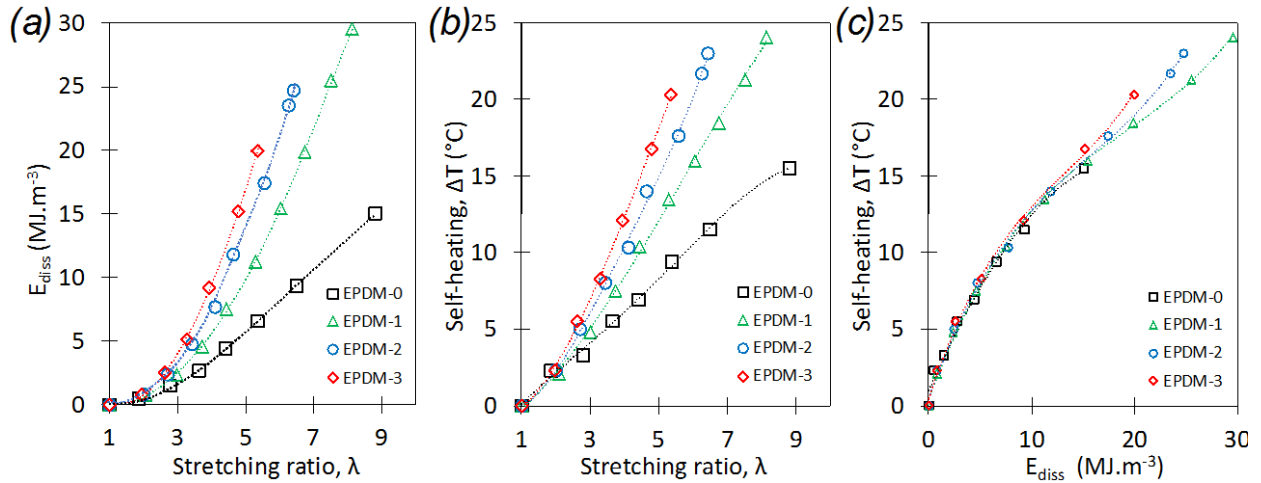 (a)
30
25
20
15
10
5
0
E_diss (MJ.m⁻³)
1 3 5 7 9
Stretching ratio, λ
EPDM-0
EPDM-1
EPDM-2
EPDM-3
(b)
25
20
15
10
5
0
Self-heating, ΔT (°C)
1 3 5 7 9
Stretching ratio, λ
EPDM-0
EPDM-1
EPDM-2
EPDM-3
(c)
25
20
15
10
5
0
Self-heating, ΔT (°C)
0 10 20 30
E_diss (MJ.m⁻³)
EPDM-0
EPDM-1
EPDM-2
EPDM-3